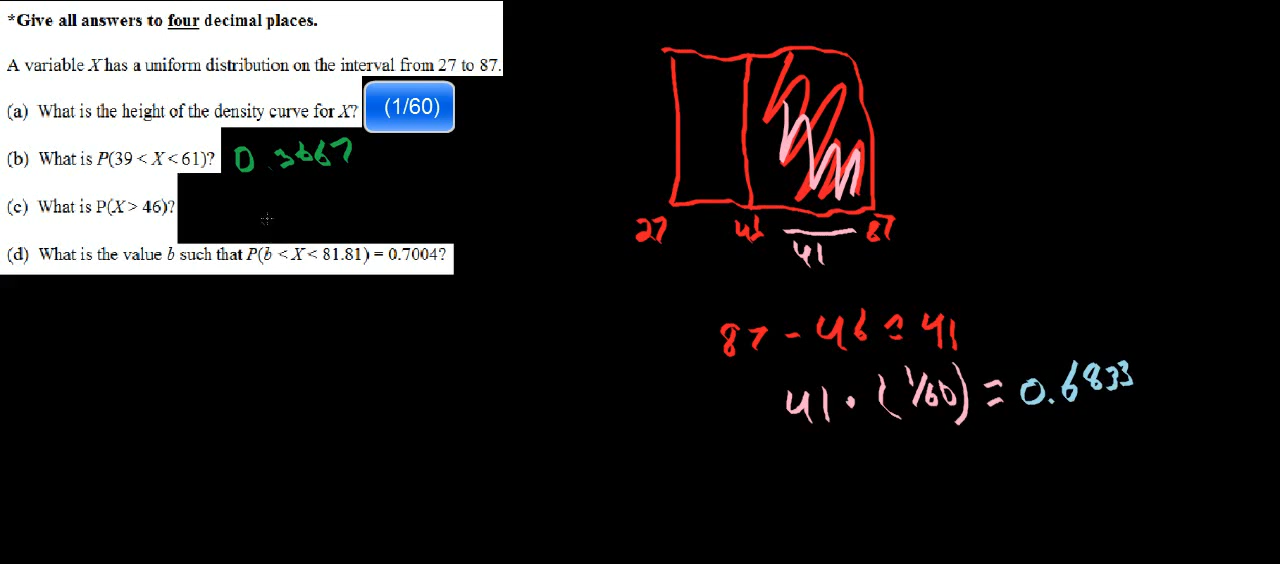 *Give all answers to four decimal places.
A variable X has a uniform distribution on the interval from 27 to 87.
(a) What is the height of the density curve for X? (1/60)
(b) What is P(39 < X < 61)? 0.3667
(c) What is P(X > 46)?
(d) What is the value b such that P(b < X < 81.81) = 0.7004?
27 46 87
41
87 - 46 = 41
41 · (1/60) = 0.6833